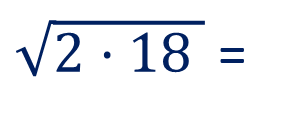 √2 · 18 =